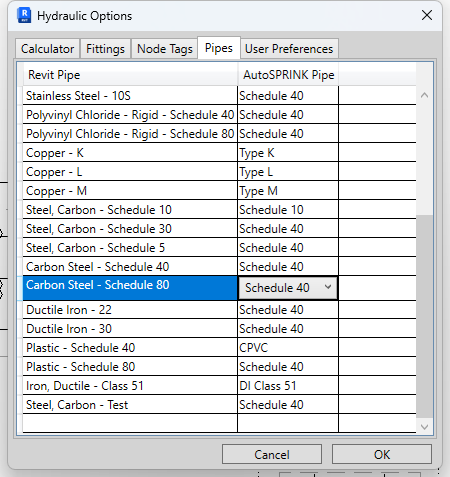 Hydraulic Options
Calculator Fittings Node Tags Pipes User Preferences
Revit Pipe AutoSPRINK Pipe
Stainless Steel - 10S Schedule 40
Polyvinyl Chloride - Rigid - Schedule 40 Schedule 40
Polyvinyl Chloride - Rigid - Schedule 80 Schedule 40
Copper - K Type K
Copper - L Type L
Copper - M Type M
Steel, Carbon - Schedule 10 Schedule 10
Steel, Carbon - Schedule 30 Schedule 40
Steel, Carbon - Schedule 5 Schedule 40
Carbon Steel - Schedule 40 Schedule 40
Carbon Steel - Schedule 80 Schedule 40
Ductile Iron - 22 Schedule 40
Ductile Iron - 30 Schedule 40
Plastic - Schedule 40 CPVC
Plastic - Schedule 80 Schedule 40
Iron, Ductile - Class 51 DI Class 51
Steel, Carbon - Test Schedule 40
Cancel OK